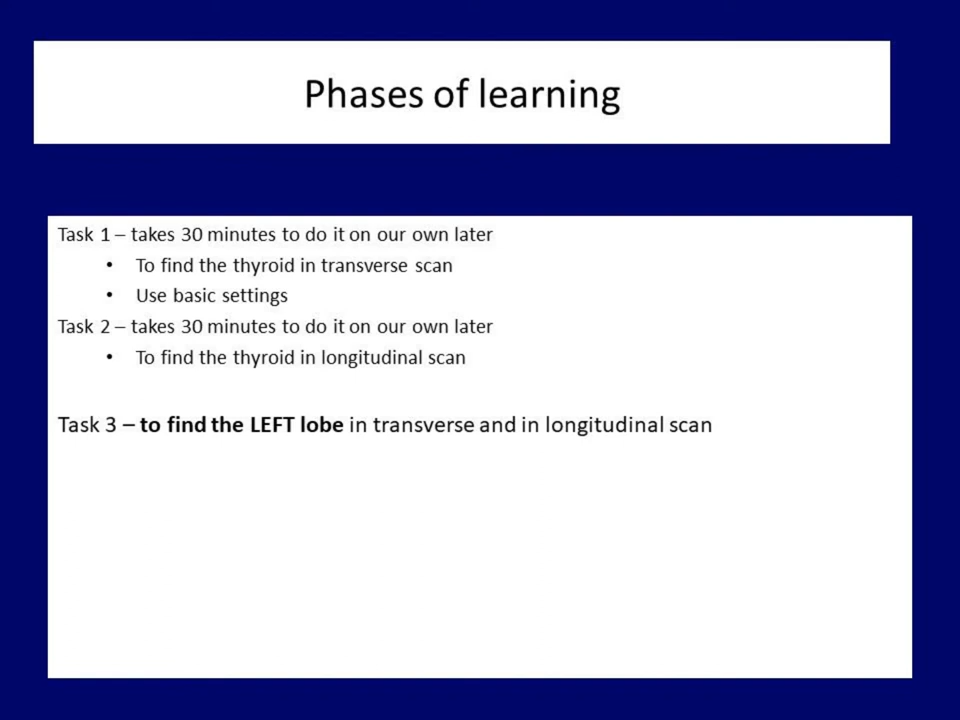 Phases of learning
Task 1 – takes 30 minutes to do it on our own later
• To find the thyroid in transverse scan
• Use basic settings
Task 2 – takes 30 minutes to do it on our own later
• To find the thyroid in longitudinal scan
Task 3 – to find the LEFT lobe in transverse and in longitudinal scan